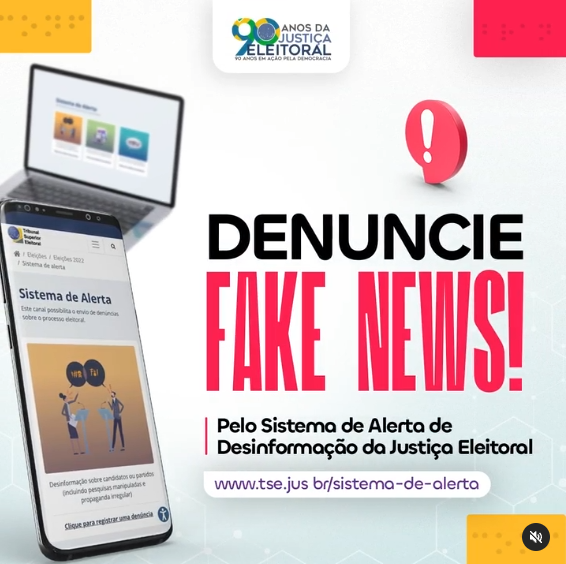 90 ANOS DA
JUSTIÇA
ELEITORAL
90 ANOS EM AÇÃO PELA DEMOCRACIA
Sistema de Alerta
Tribunal
Superior
Eleitoral
/ Eleições / Eleições 2022
/ Sistema de alerta
Sistema de Alerta
Este canal possibilita o envio de denúncias
sobre o processo eleitoral.
Desinformação sobre candidatos ou partidos
(incluindo pesquisas manipuladas e
propaganda irregular)
Clique para registrar uma denúncia
DENUNCIE
FAKE NEWS!
Pelo Sistema de Alerta de
Desinformação da Justiça Eleitoral
www.tse.jus br/sistema-de-alerta